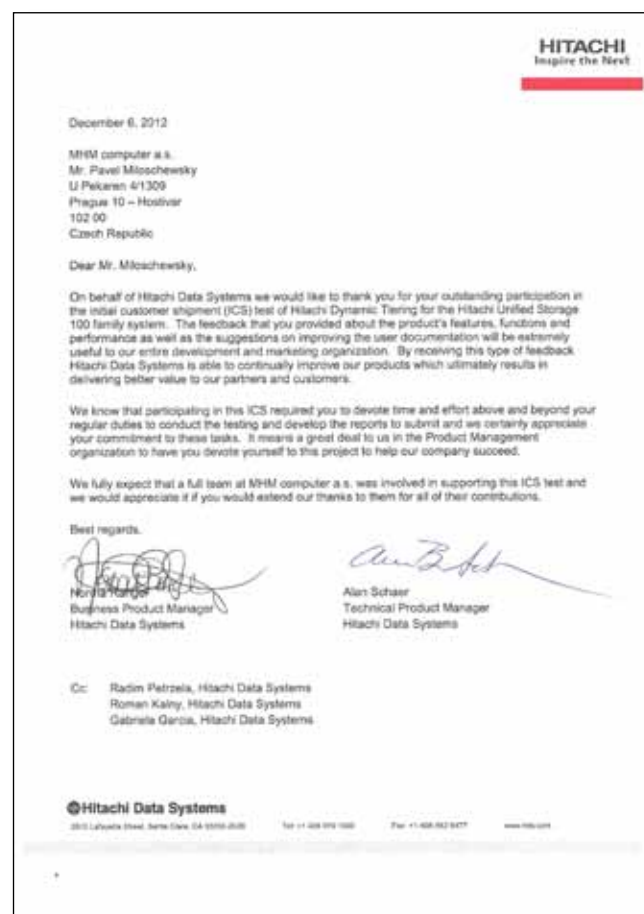 HITACHI
Inspire the Next
December 6, 2012
MHM computer a.s.
Mr. Pavel Miloschewsky
U Pekaren 4/1309
Prague 10 – Hostivar
102 00
Czech Republic
Dear Mr. Miloschewsky,
On behalf of Hitachi Data Systems we would like to thank you for your outstanding participation in
the initial customer shipment (ICS) test of Hitachi Dynamic Tiering for the Hitachi Unified Storage
100 family system. The feedback that you provided about the product's features, functions and
performance as well as the suggestions on improving the user documentation will be extremely
useful to our entire development and marketing organization. By receiving this type of feedback
Hitachi Data Systems is able to continually improve our products which ultimately results in
delivering better value to our partners and customers.
We know that participating in this ICS required you to devote time and effort above and beyond your
regular duties to conduct the testing and develop the reports to submit and we certainly appreciate
your commitment to these tasks. It means a great deal to us in the Product Management
organization to have you devote yourself to this project to help our company succeed.
We fully expect that a full team at MHM computer a.s. was involved in supporting this ICS test and
we would appreciate it if you would extend our thanks to them for all of their contributions.
Best regards,
Business Product Manager
Hitachi Data Systems
Alan Schaer
Technical Product Manager
Hitachi Data Systems
Cc: Radim Petrzela, Hitachi Data Systems
Roman Kalny, Hitachi Data Systems
Gabriela Garcia, Hitachi Data Systems
Hitachi Data Systems
www.hds.com